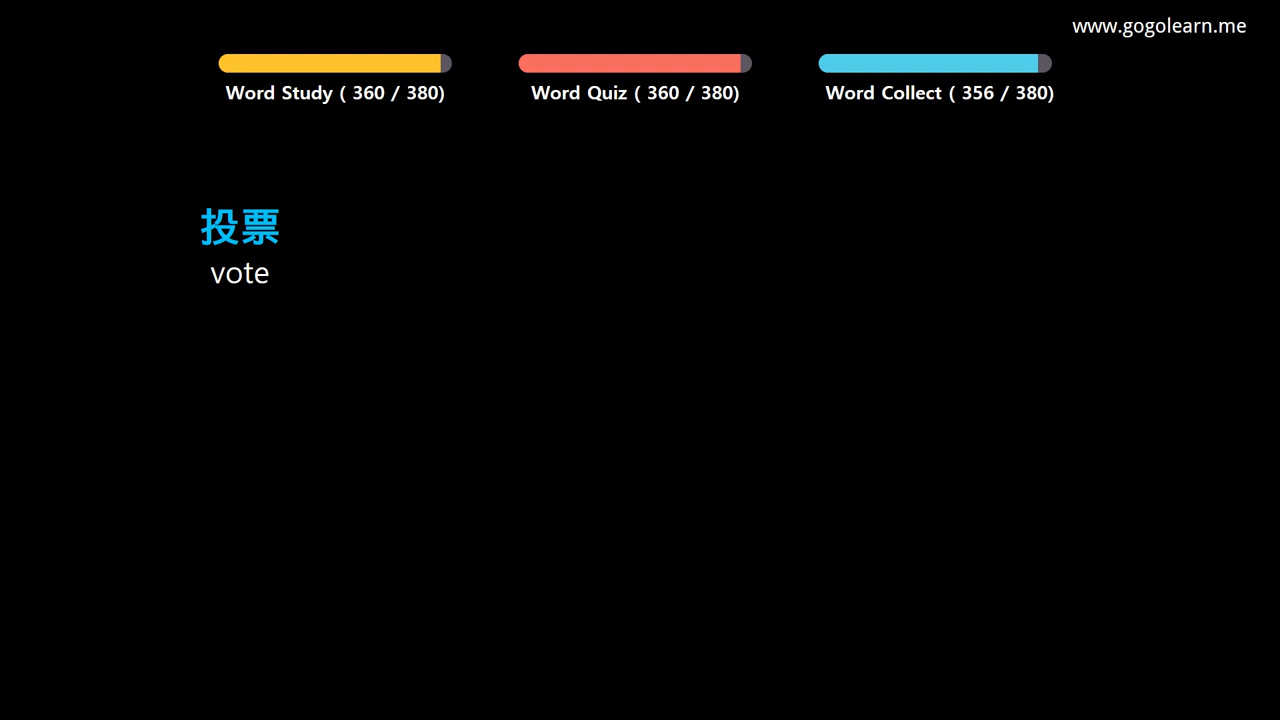 www.gogolearn.me
Word Study ( 360 / 380)
Word Quiz ( 360 / 380)
Word Collect ( 356 / 380)
投票
vote